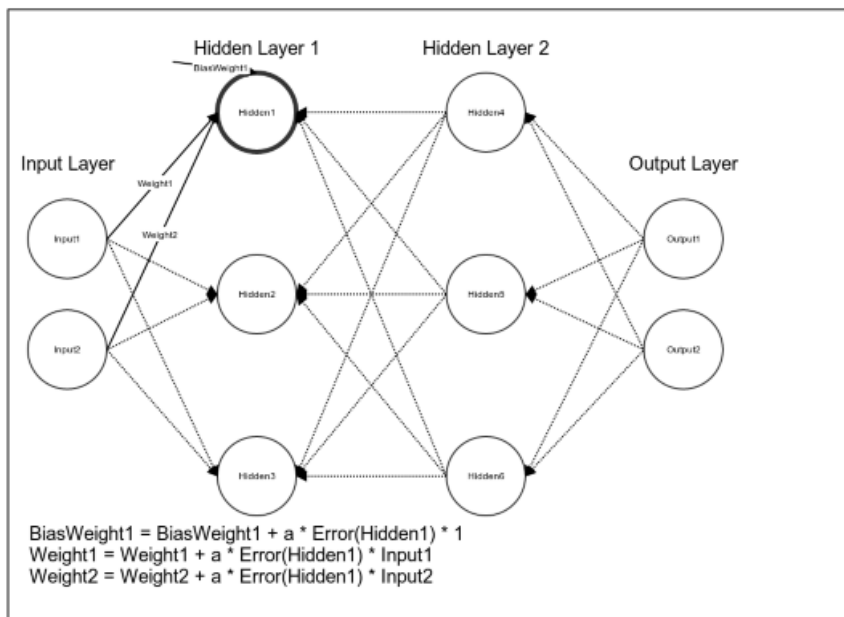 Hidden Layer 1
Hidden Layer 2
BiasWeight1
Hidden1
Hidden4
Input Layer
Output Layer
Weight1
Weight2
Input1
Output1
Hidden2
Hidden5
Input2
Output2
Hidden3
Hidden6
BiasWeight1 = BiasWeight1 + a * Error(Hidden1) * 1
Weight1 = Weight1 + a * Error(Hidden1) * Input1
Weight2 = Weight2 + a * Error(Hidden1) * Input2